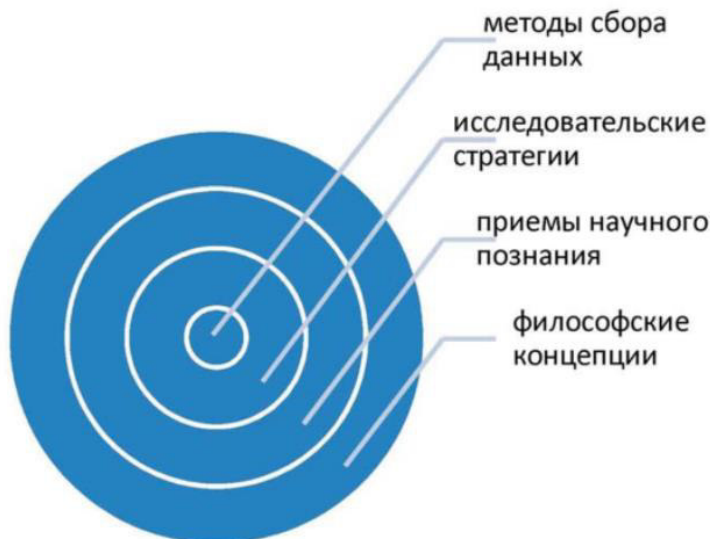 методы сбора
данных
исследовательские
стратегии
приемы научного
познания
философские
концепции